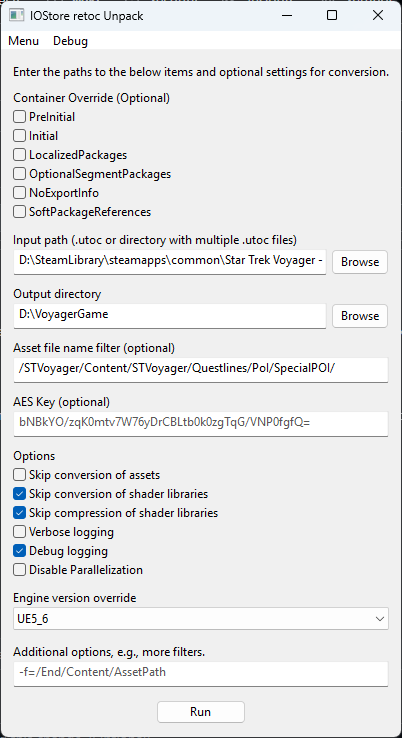 IOStore retoc Unpack
Menu Debug
Enter the paths to the below items and optional settings for conversion.
Container Override (Optional)
PreInitial
Initial
LocalizedPackages
OptionalSegmentPackages
NoExportInfo
SoftPackageReferences
Input path (.utoc or directory with multiple .utoc files)
D:\SteamLibrary\steamapps\common\Star Trek Voyager -
Browse
Output directory
D:\VoyagerGame
Browse
Asset file name filter (optional)
/STVoyager/Content/STVoyager/Questlines/PoI/SpecialPOI/
AES Key (optional)
bNBkYO/zqK0mtv7W76yDrCBLtb0k0zgTqG/VNP0fgfQ=
Options
Skip conversion of assets
Skip conversion of shader libraries
Skip compression of shader libraries
Verbose logging
Debug logging
Disable Parallelization
Engine version override
UE5_6
Additional options, e.g., more filters.
-f=/End/Content/AssetPath
Run